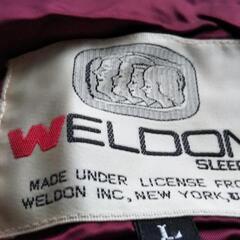 WELDON
SLEEP
MADE UNDER LICENSE FRO
WELDON INC, NEW YORK,
L